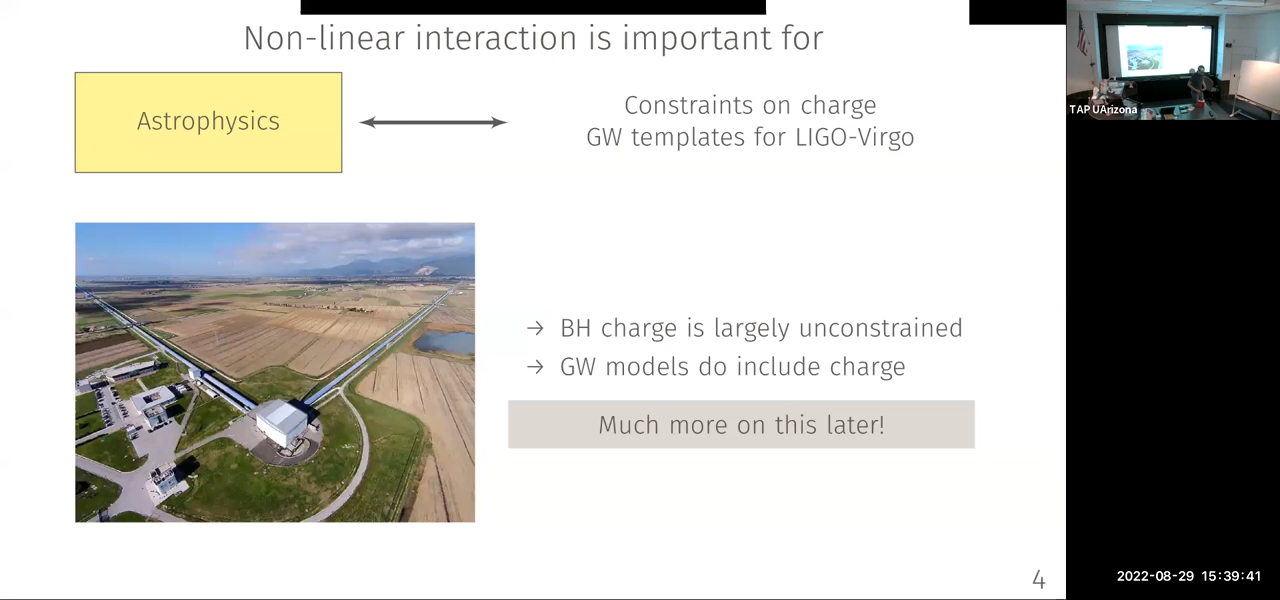 Non-linear interaction is important for
Astrophysics
Constraints on charge
GW templates for LIGO-Virgo
→ BH charge is largely unconstrained
→ GW models do include charge
Much more on this later!
4
TAP UArizona
2022-08-29 15:39:41